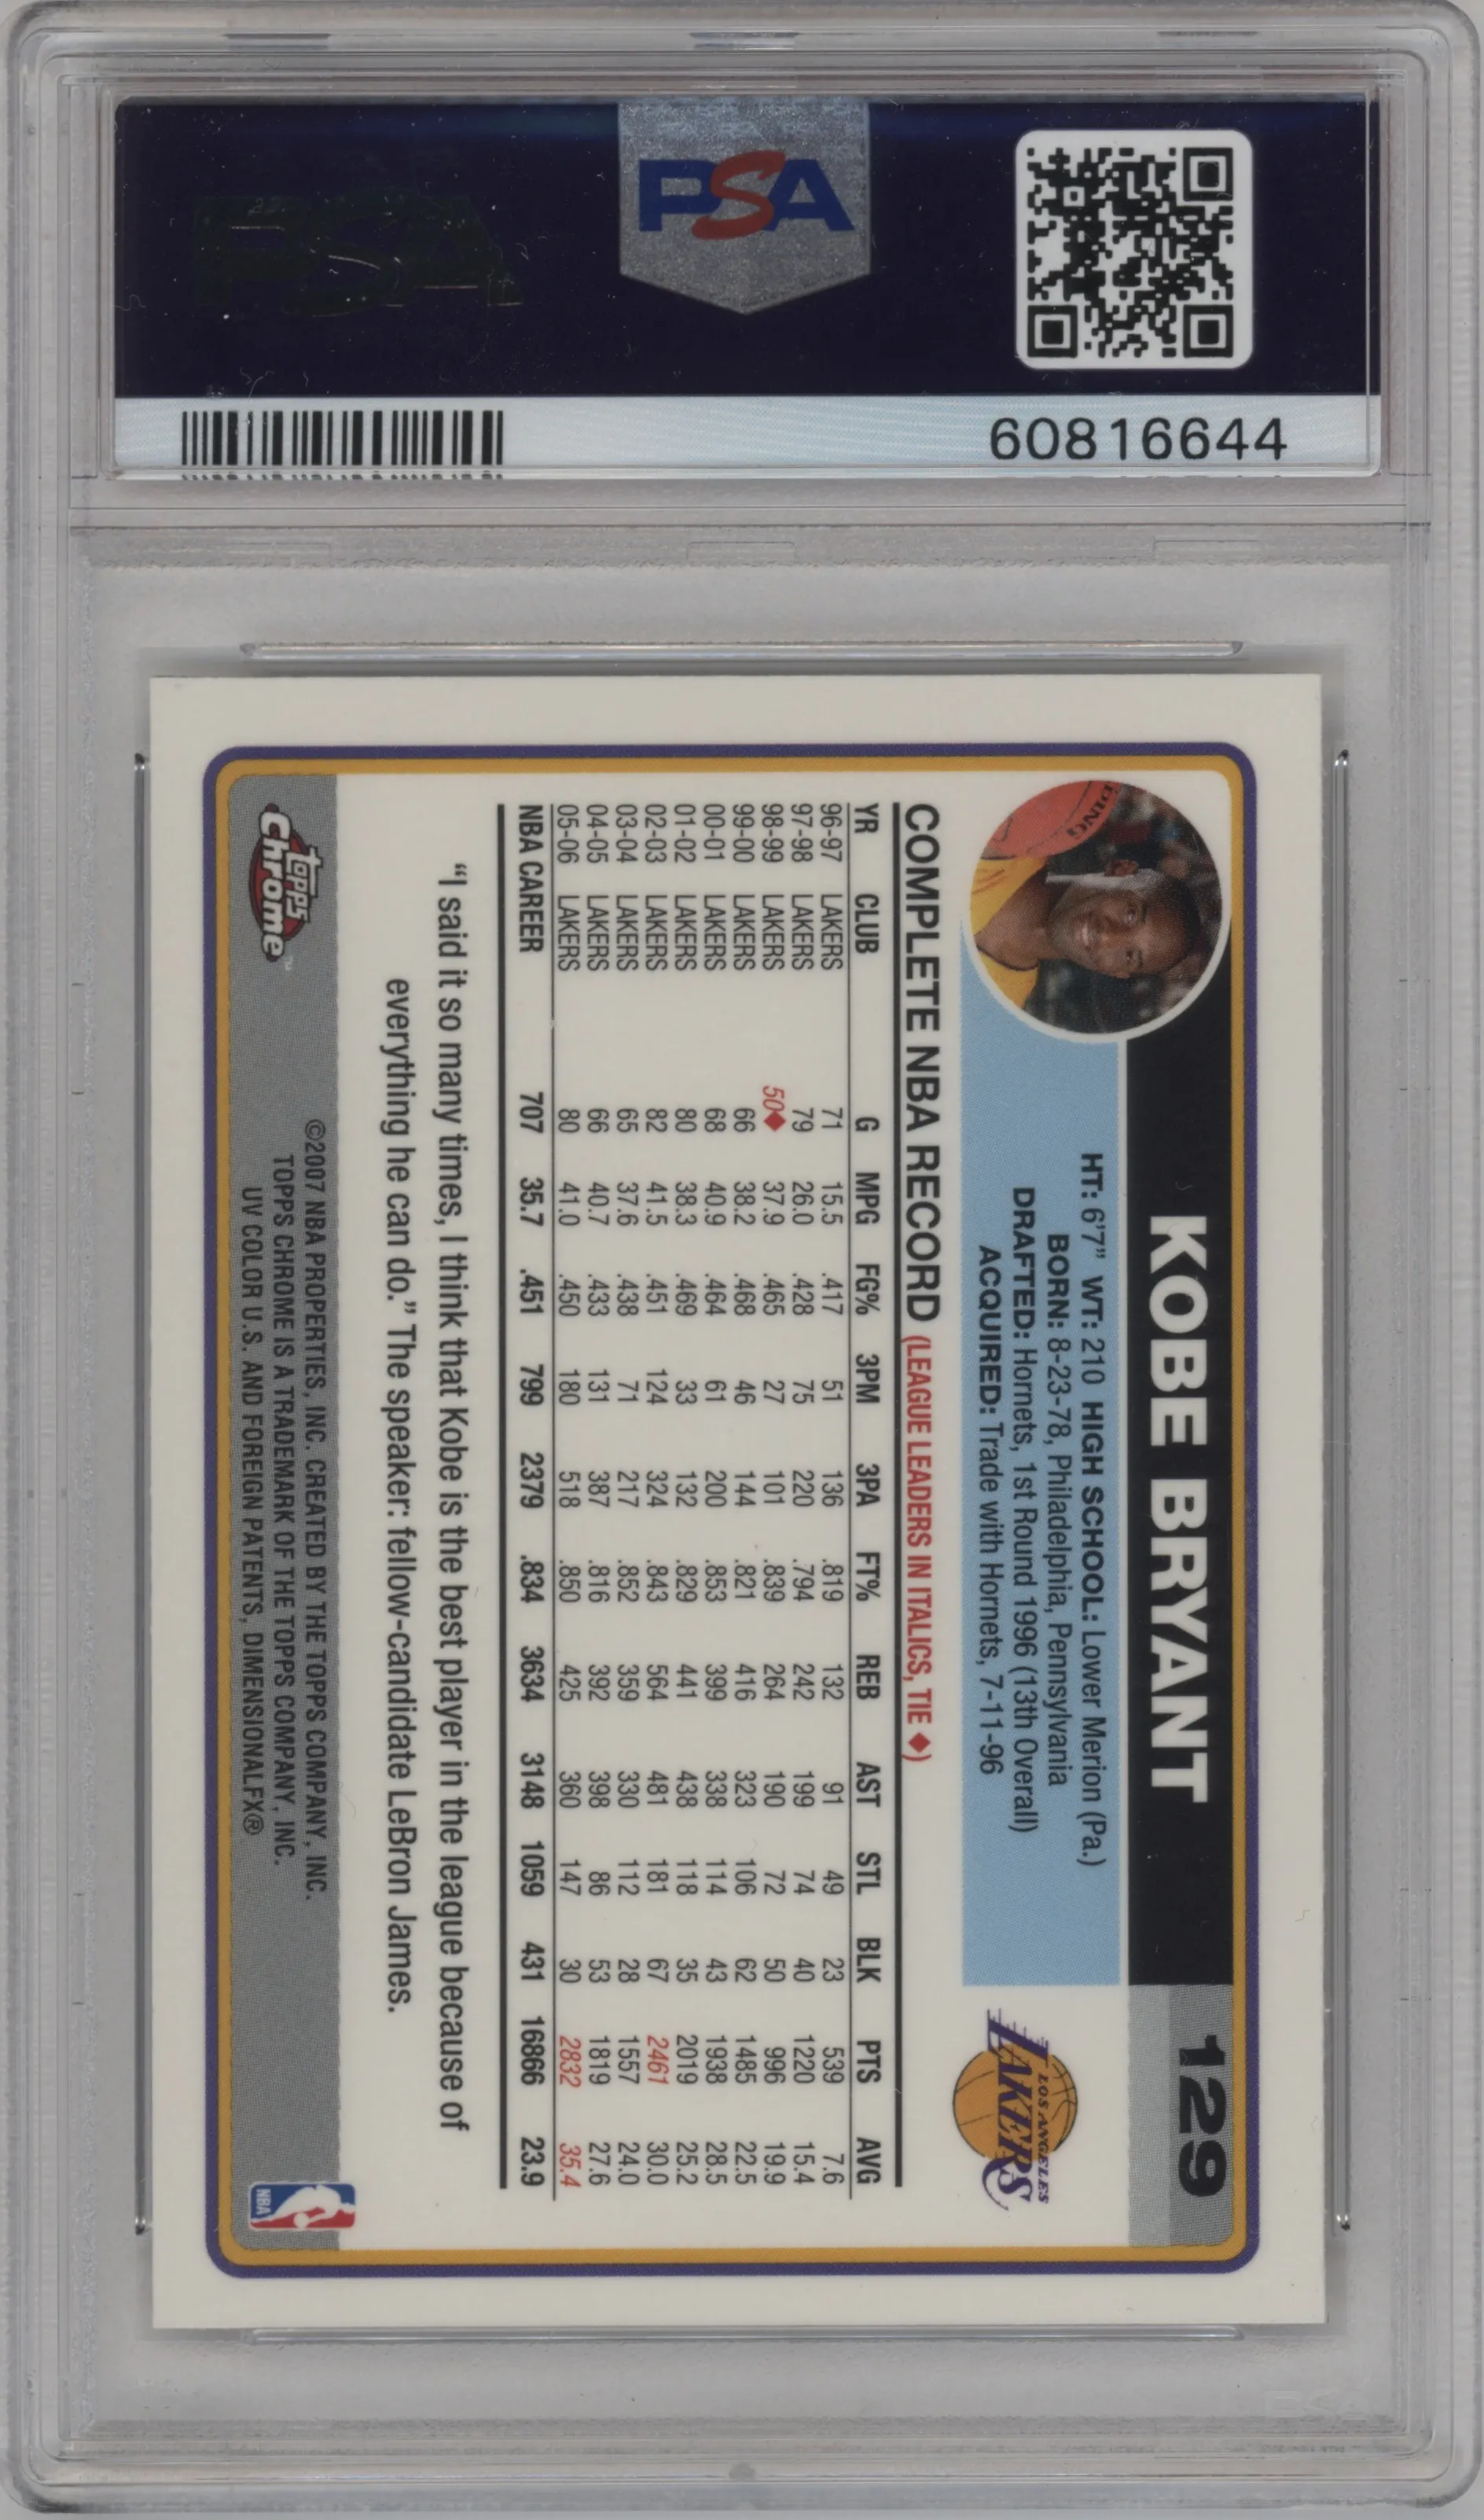 PSA
60816644
KOBE BRYANT
129
HT: 6'7" WT: 210 HIGH SCHOOL: Lower Merion (Pa.)
BORN: 8-23-78, Philadelphia, Pennsylvania
DRAFTED: Hornets, 1st Round 1996 (13th Overall)
ACQUIRED: Trade with Hornets, 7-11-96
LOS ANGELES
LAKERS
COMPLETE NBA RECORD (LEAGUE LEADERS IN ITALICS, TIE ♦)
YR CLUB G MPG FG% 3PM 3PA FT% REB AST STL BLK PTS AVG
96-97 LAKERS 71 15.5 .417 51 136 .819 132 91 49 23 539 7.6
97-98 LAKERS 79 26.0 .428 75 220 .794 242 199 74 40 1220 15.4
98-99 LAKERS 50♦ 37.9 .465 27 101 .839 264 190 72 50 996 19.9
99-00 LAKERS 66 38.2 .468 46 144 .821 416 323 106 62 1485 22.5
00-01 LAKERS 68 40.9 .464 61 200 .853 399 338 114 43 1938 28.5
01-02 LAKERS 80 38.3 .469 33 132 .829 441 438 118 35 2019 25.2
02-03 LAKERS 82 41.5 .451 124 324 .843 564 481 181 67 2461 30.0
03-04 LAKERS 65 37.6 .438 71 217 .852 359 330 112 28 1557 24.0
04-05 LAKERS 66 40.7 .433 131 387 .816 392 398 86 53 1819 27.6
05-06 LAKERS 80 41.0 .450 180 518 .850 425 360 147 30 2832 35.4
NBA CAREER 707 35.7 .451 799 2379 .834 3634 3148 1059 431 16866 23.9
"I said it so many times, I think that Kobe is the best player in the league because of
everything he can do." The speaker: fellow-candidate LeBron James.
topps
Chrome™
©2007 NBA PROPERTIES, INC. CREATED BY THE TOPPS COMPANY, INC.
TOPPS CHROME IS A TRADEMARK OF THE TOPPS COMPANY, INC.
UV COLOR U.S. AND FOREIGN PATENTS, DIMENSIONALFX®
NBA